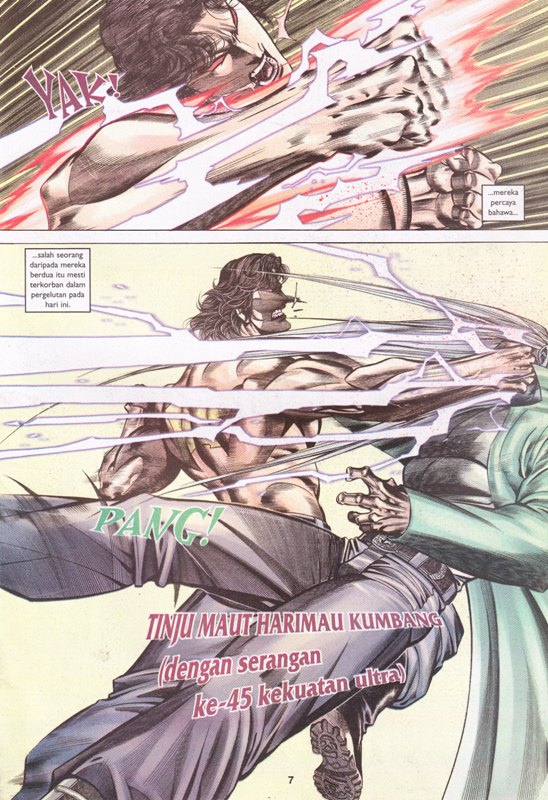 YAK!
...mereka
percaya
bahawa...
...salah seorang
daripada mereka
berdua itu mesti
terkorban dalam
pergelutan pada
hari ini.
PANG!
TINJU MAUT HARIMAU KUMBANG
(dengan serangan
ke-45 kekuatan ultra)
7